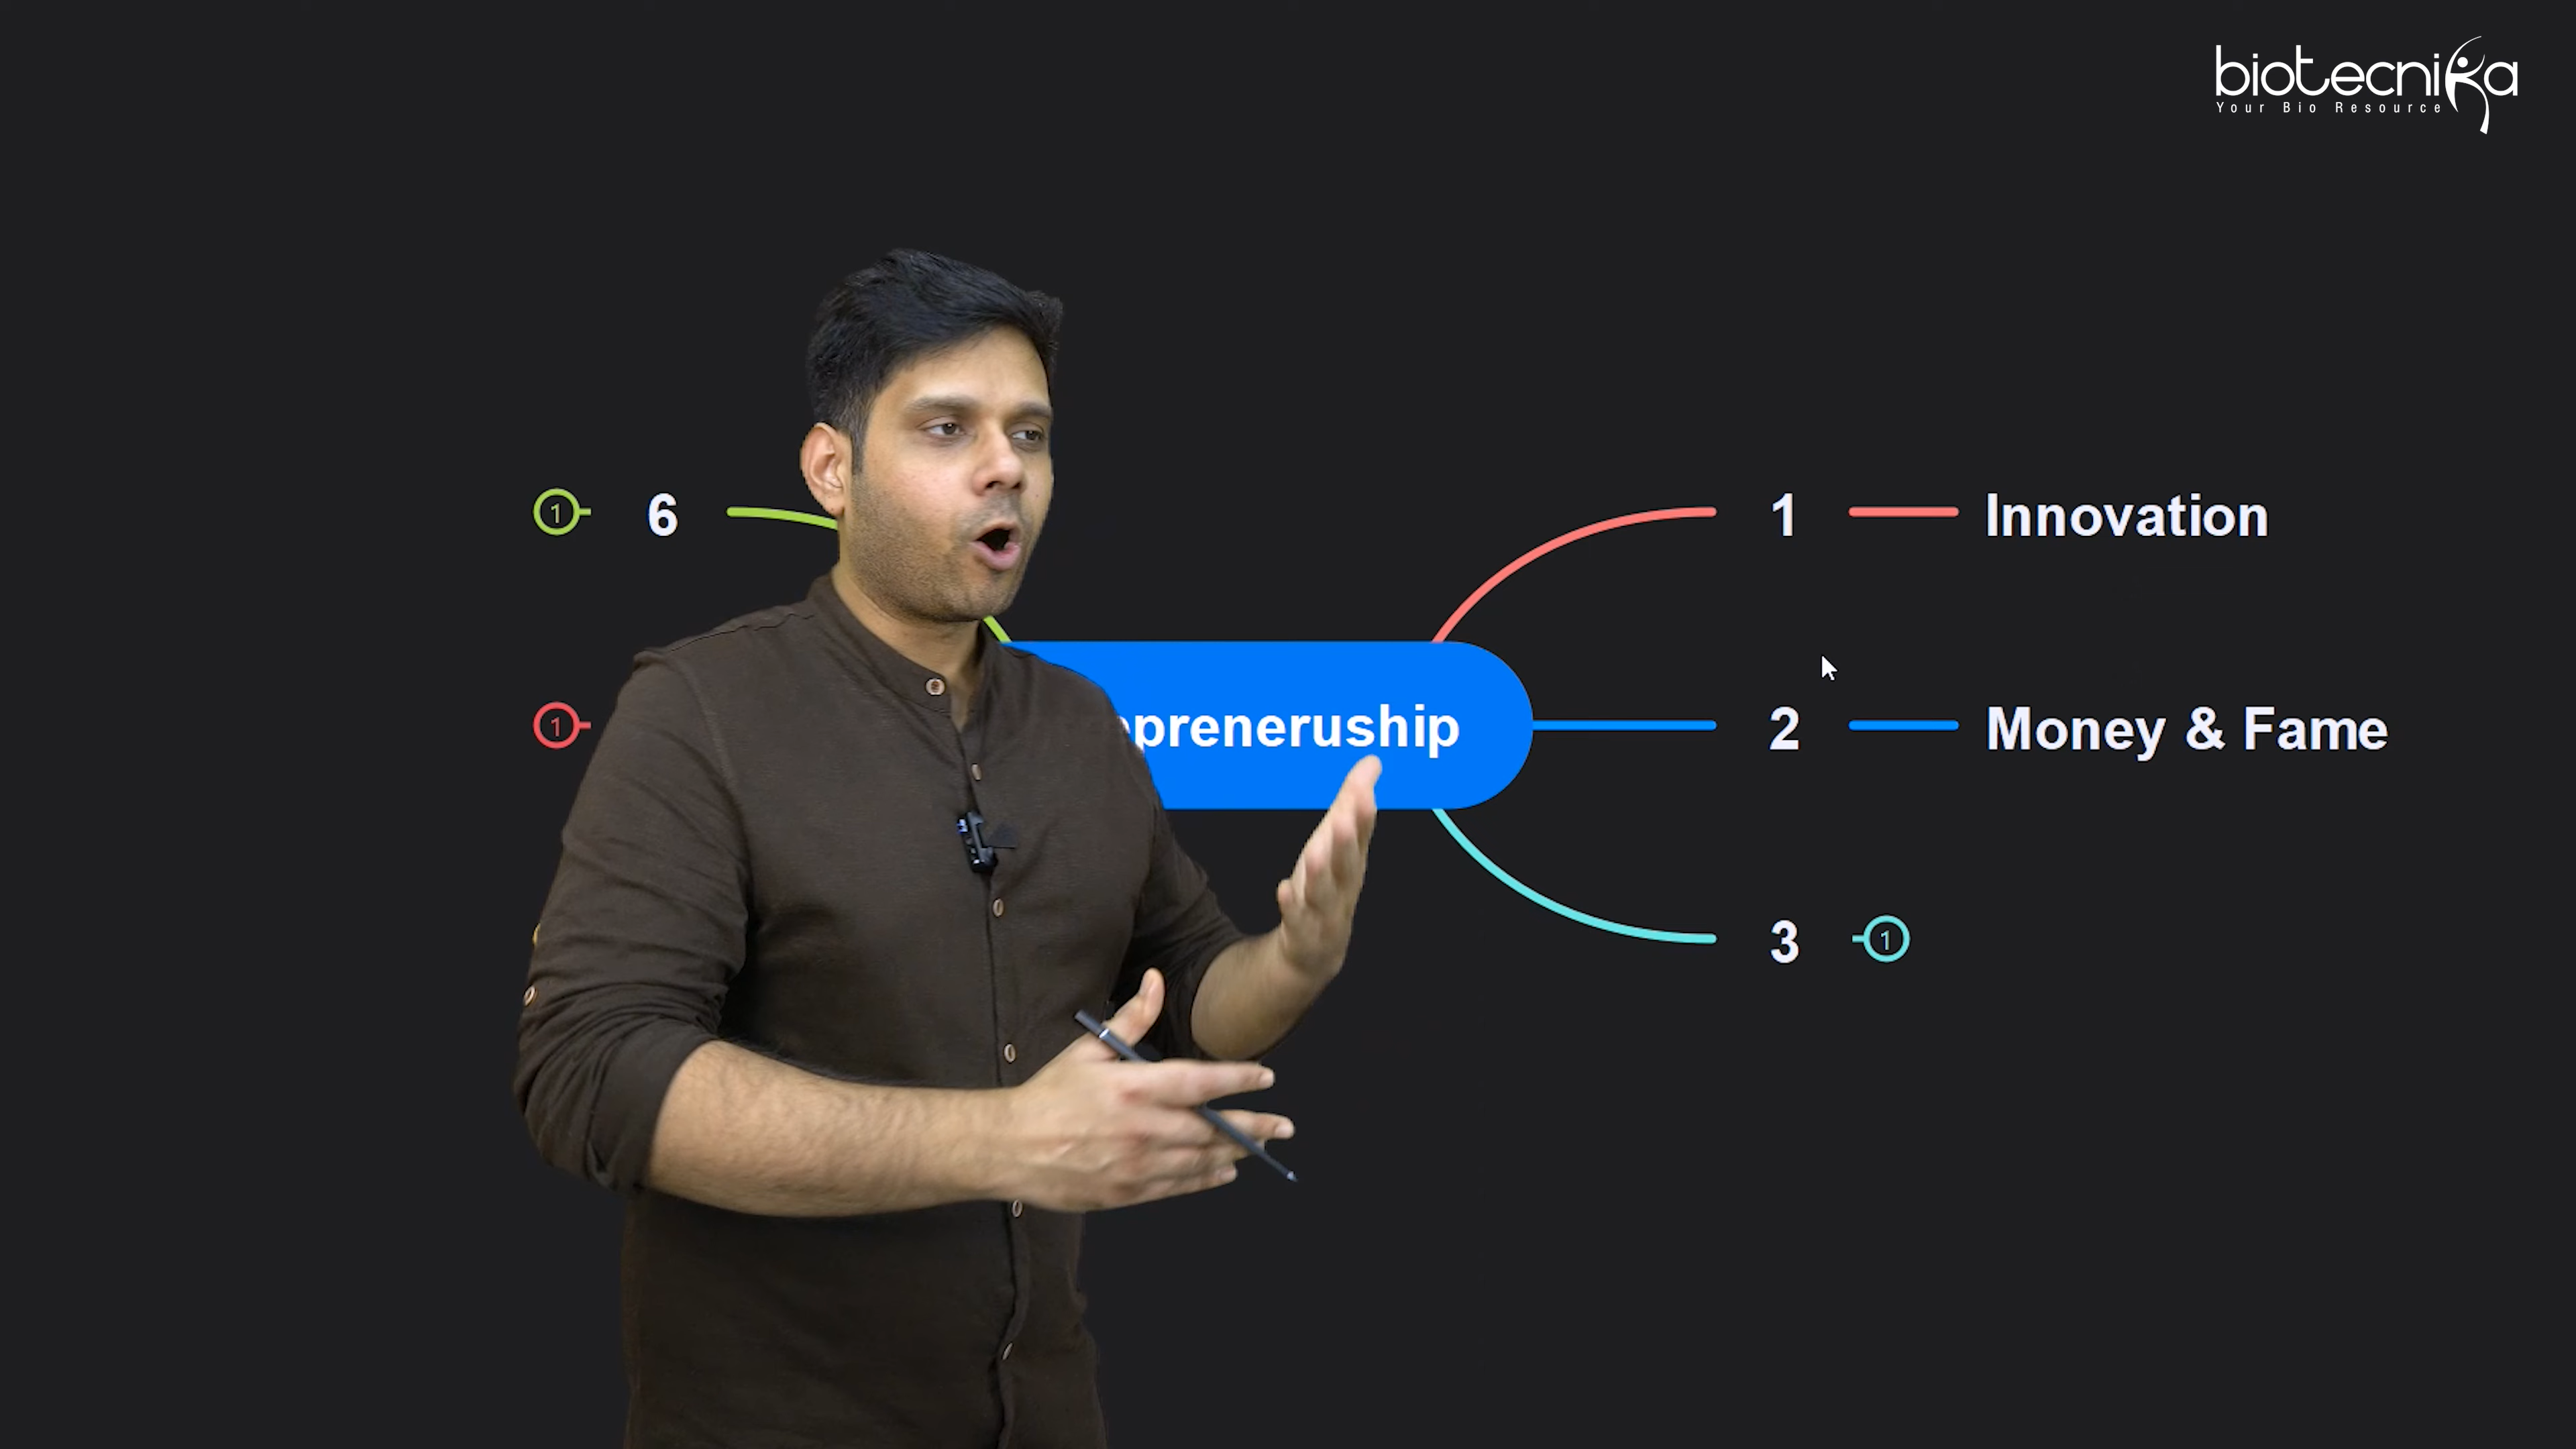 biotecnika
Your Bio Resource
1 6
1 Innovation
1
epreneruship
2 Money & Fame
3 1